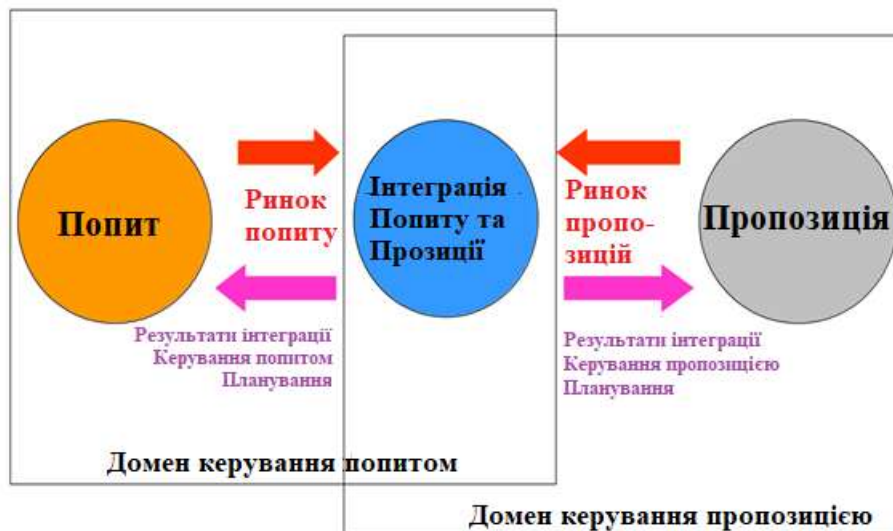 Попит
Ринок
попиту
Інтеграція
Попиту та
Прозиції
Ринок
пропо-
зицій
Пропозиція
Результати інтеграції
Керування попитом
Планування
Результати інтеграції
Керування пропозицією
Планування
Домен керування попитом
Домен керування пропозицією